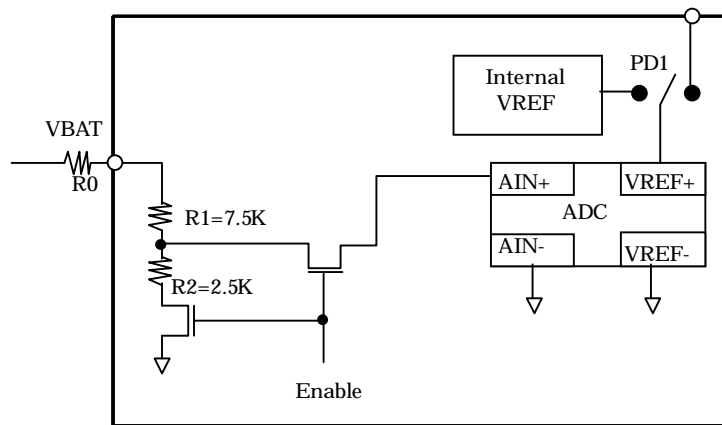 PD1
Internal
VREF
VBAT
R0
AIN+
VREF+
ADC
R1=7.5K
AIN-
VREF-
R2=2.5K
Enable